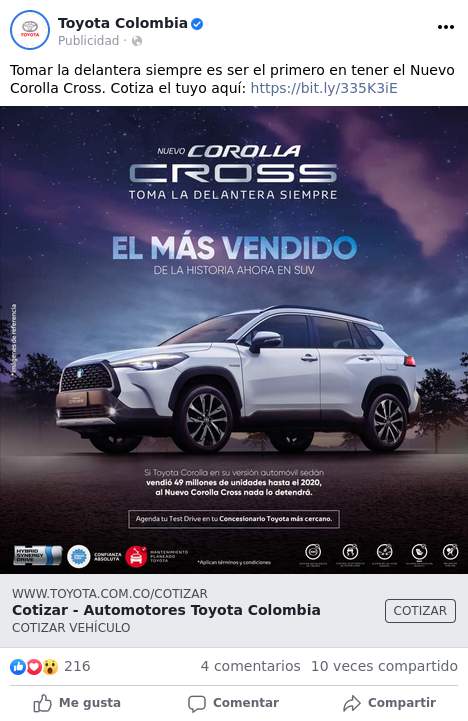 Toyota Colombia
Publicidad ·
Tomar la delantera siempre es ser el primero en tener el Nuevo
Corolla Cross. Cotiza el tuyo aquí: https://bit.ly/335K3iE
NUEVO COROLLA
CROSS
TOMA LA DELANTERA SIEMPRE
EL MÁS VENDIDO
DE LA HISTORIA AHORA EN SUV
Imágenes de referencia
Si Toyota Corolla en su versión automóvil sedán
vendió 49 millones de unidades hasta el 2020,
al Nuevo Corolla Cross nada lo detendrá.
Agenda tu Test Drive en tu Concesionario Toyota más cercano.
HYBRID
SYNERGY
DRIVE
CONFIANZA
ABSOLUTA
MANTENIMIENTO
PLANEADO
TOYOTA
*Aplican términos y condiciones
WWW.TOYOTA.COM.CO/COTIZAR
Cotizar - Automotores Toyota Colombia
COTIZAR VEHÍCULO
COTIZAR
216
4 comentarios
10 veces compartido
Me gusta
Comentar
Compartir